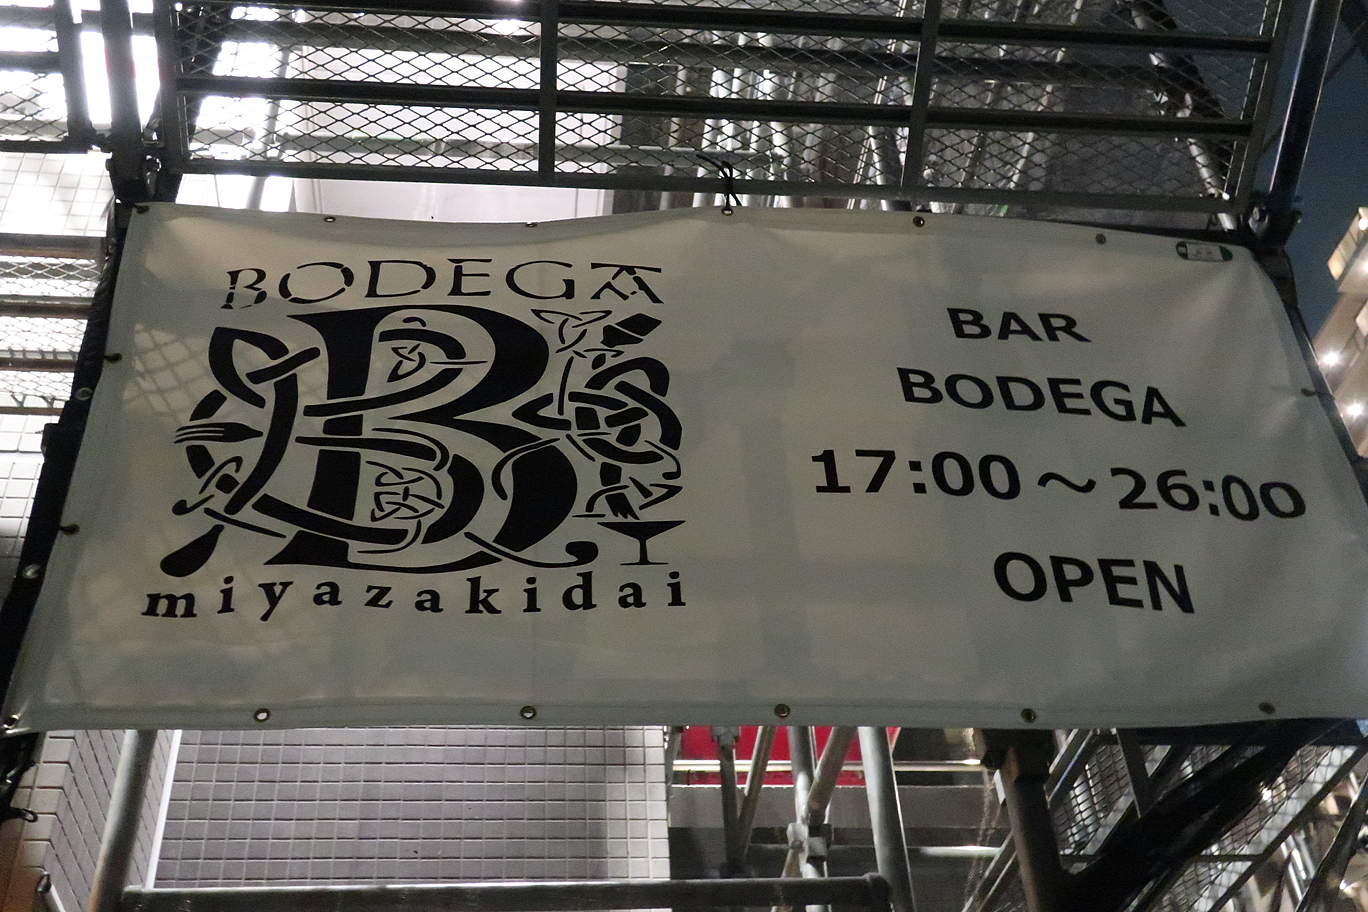 BODEGA
B
miyazakidai
BAR
BODEGA
17:00～26:00
OPEN